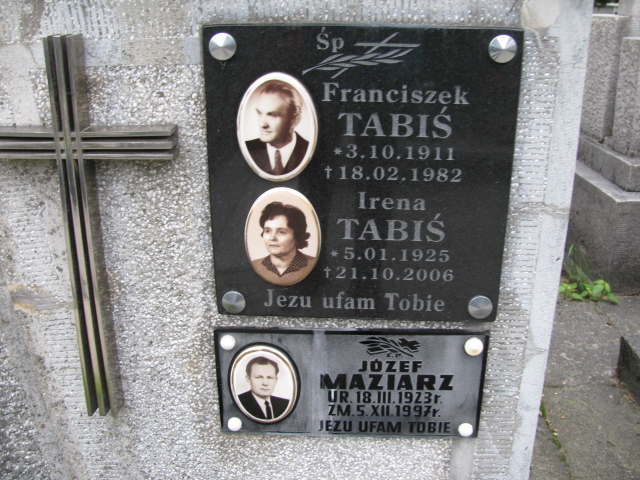 Śp
Franciszek
TABIŚ
*3.10.1911
†18.02.1982
Irena
TABIŚ
*5.01.1925
†21.10.2006
Jezu ufam Tobie
Ś.P.
JÓZEF
MAZIARZ
UR. 18.III.1923r.
ZM. 5.XII.1997r.
JEZU UFAM TOBIE